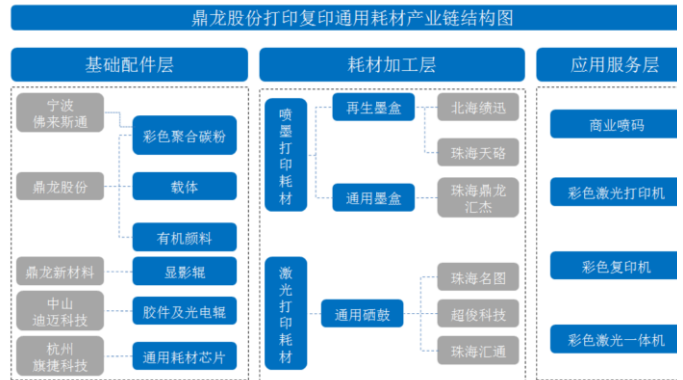 鼎龙股份打印复印通用耗材产业链结构图
基础配件层
耗材加工层
应用服务层
宁波
佛来斯通
彩色聚合碳粉
鼎龙股份
载体
有机颜料
鼎龙新材料
显影辊
中山
迪迈科技
胶件及光电辊
杭州
旗捷科技
通用耗材芯片
喷墨打印耗材
再生墨盒
北海绩迅
珠海天硌
通用墨盒
珠海鼎龙
汇杰
激光打印耗材
通用硒鼓
珠海名图
超俊科技
珠海汇通
商业喷码
彩色激光打印机
彩色复印机
彩色激光一体机